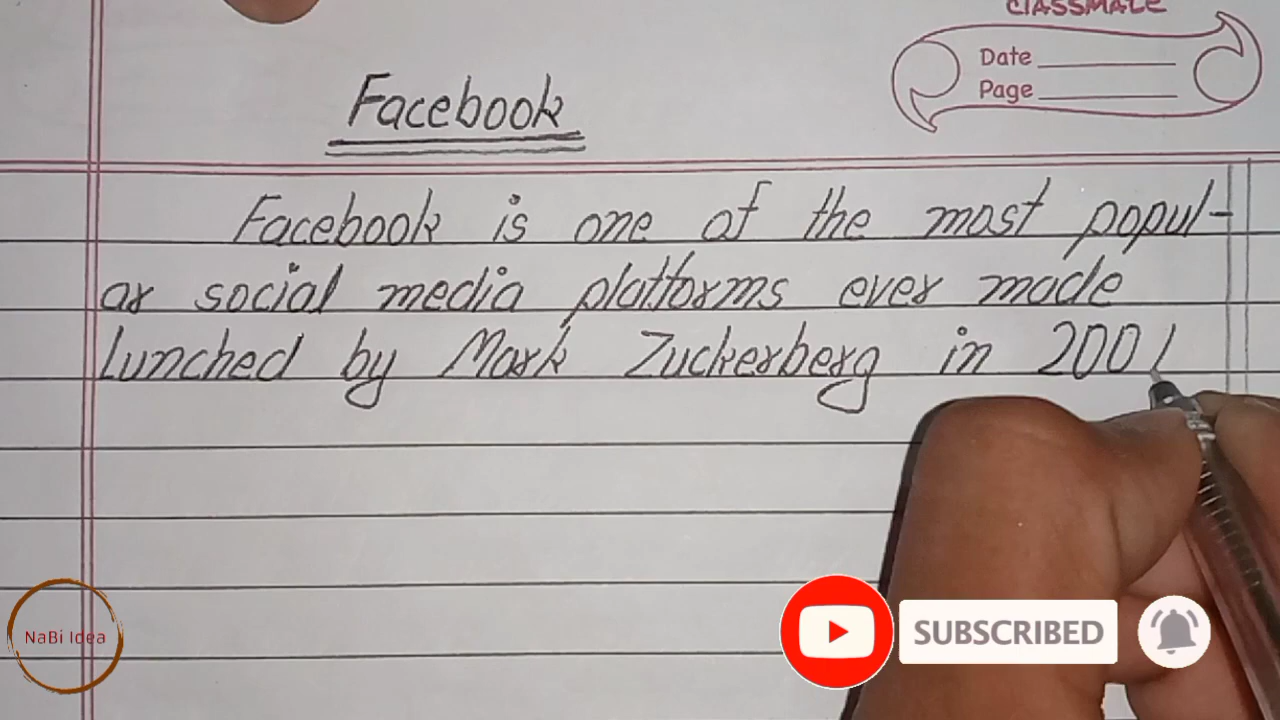 CLASSMATE
Date
Page
Facebook
Facebook is one of the most popul-
ar social media platforms ever made
lunched by Mark Zuckerberg in 200
NaBi Idea
SUBSCRIBED